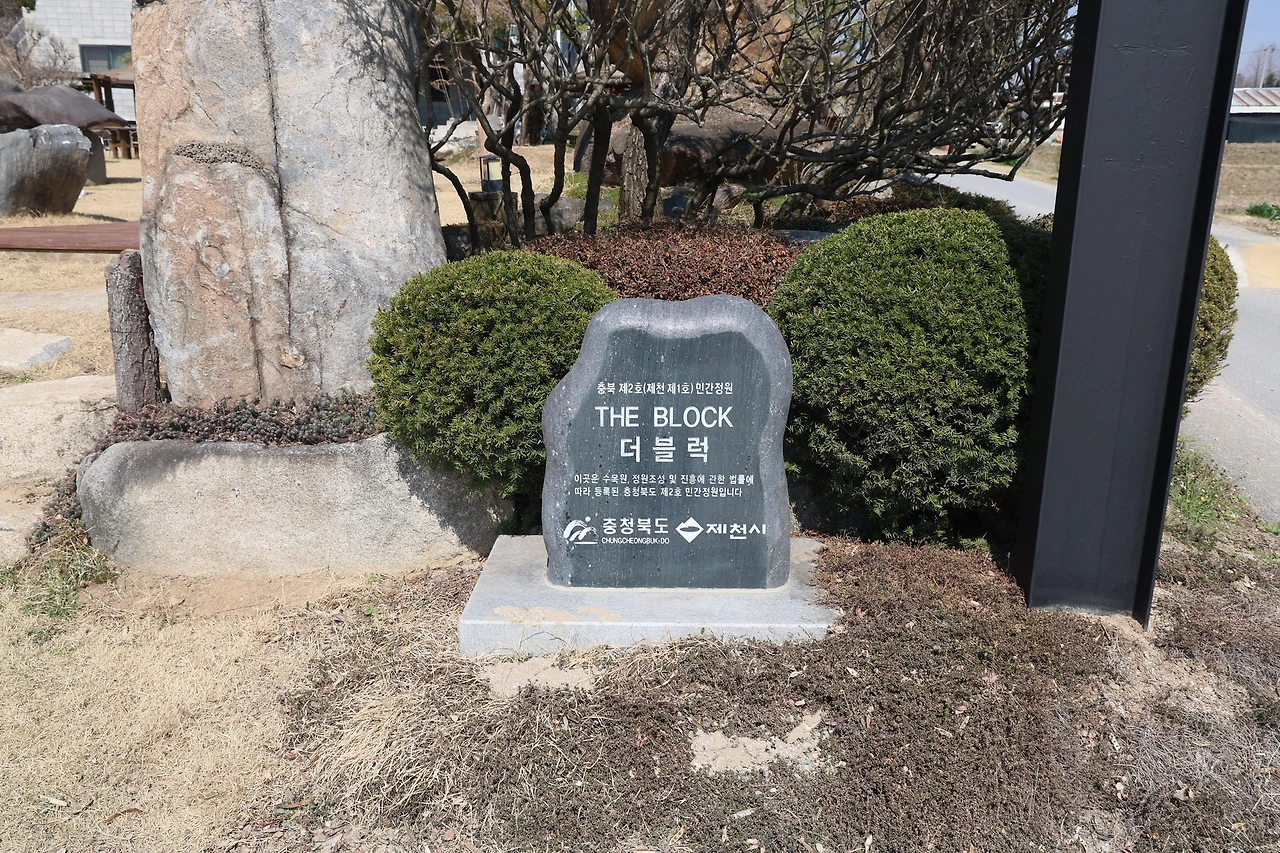 충북 제2호(제천 제1호) 민간정원
THE BLOCK
더블럭
이곳은 수목원, 정원조성 및 진흥에 관한 법률에
따라 등록된 충청북도 제2호 민간정원입니다
충청북도 제천시
CHUNGCHEONGBUK-DO